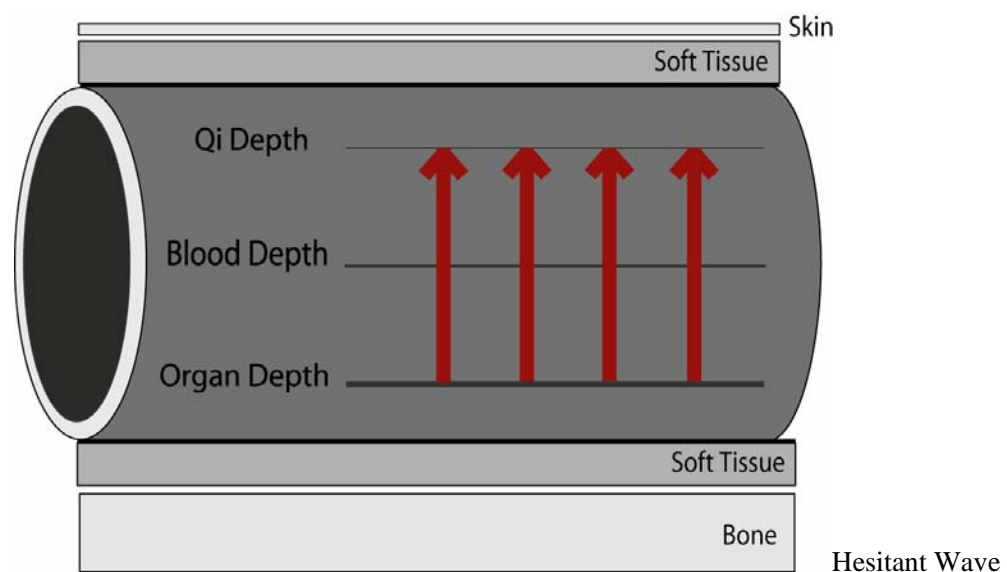 Skin
Soft Tissue
Qi Depth
Blood Depth
Organ Depth
Soft Tissue
Bone
Hesitant Wave